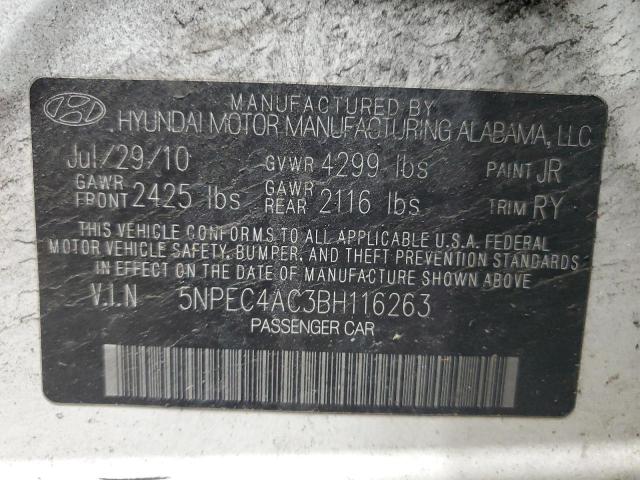 MANUFACTURED BY
HYUNDAI MOTOR MANUFACTURING ALABAMA, LLC
Jul/29/10 GVWR 4299 lbs PAINT JR
GAWR FRONT 2425 lbs GAWR REAR 2116 lbs TRIM RY
THIS VEHICLE CONFORMS TO ALL APPLICABLE U.S.A. FEDERAL
MOTOR VEHICLE SAFETY, BUMPER, AND THEFT PREVENTION STANDARDS
IN EFFECT ON THE DATE OF MANUFACTURE SHOWN ABOVE
V.I.N 5NPEC4AC3BH116263
PASSENGER CAR